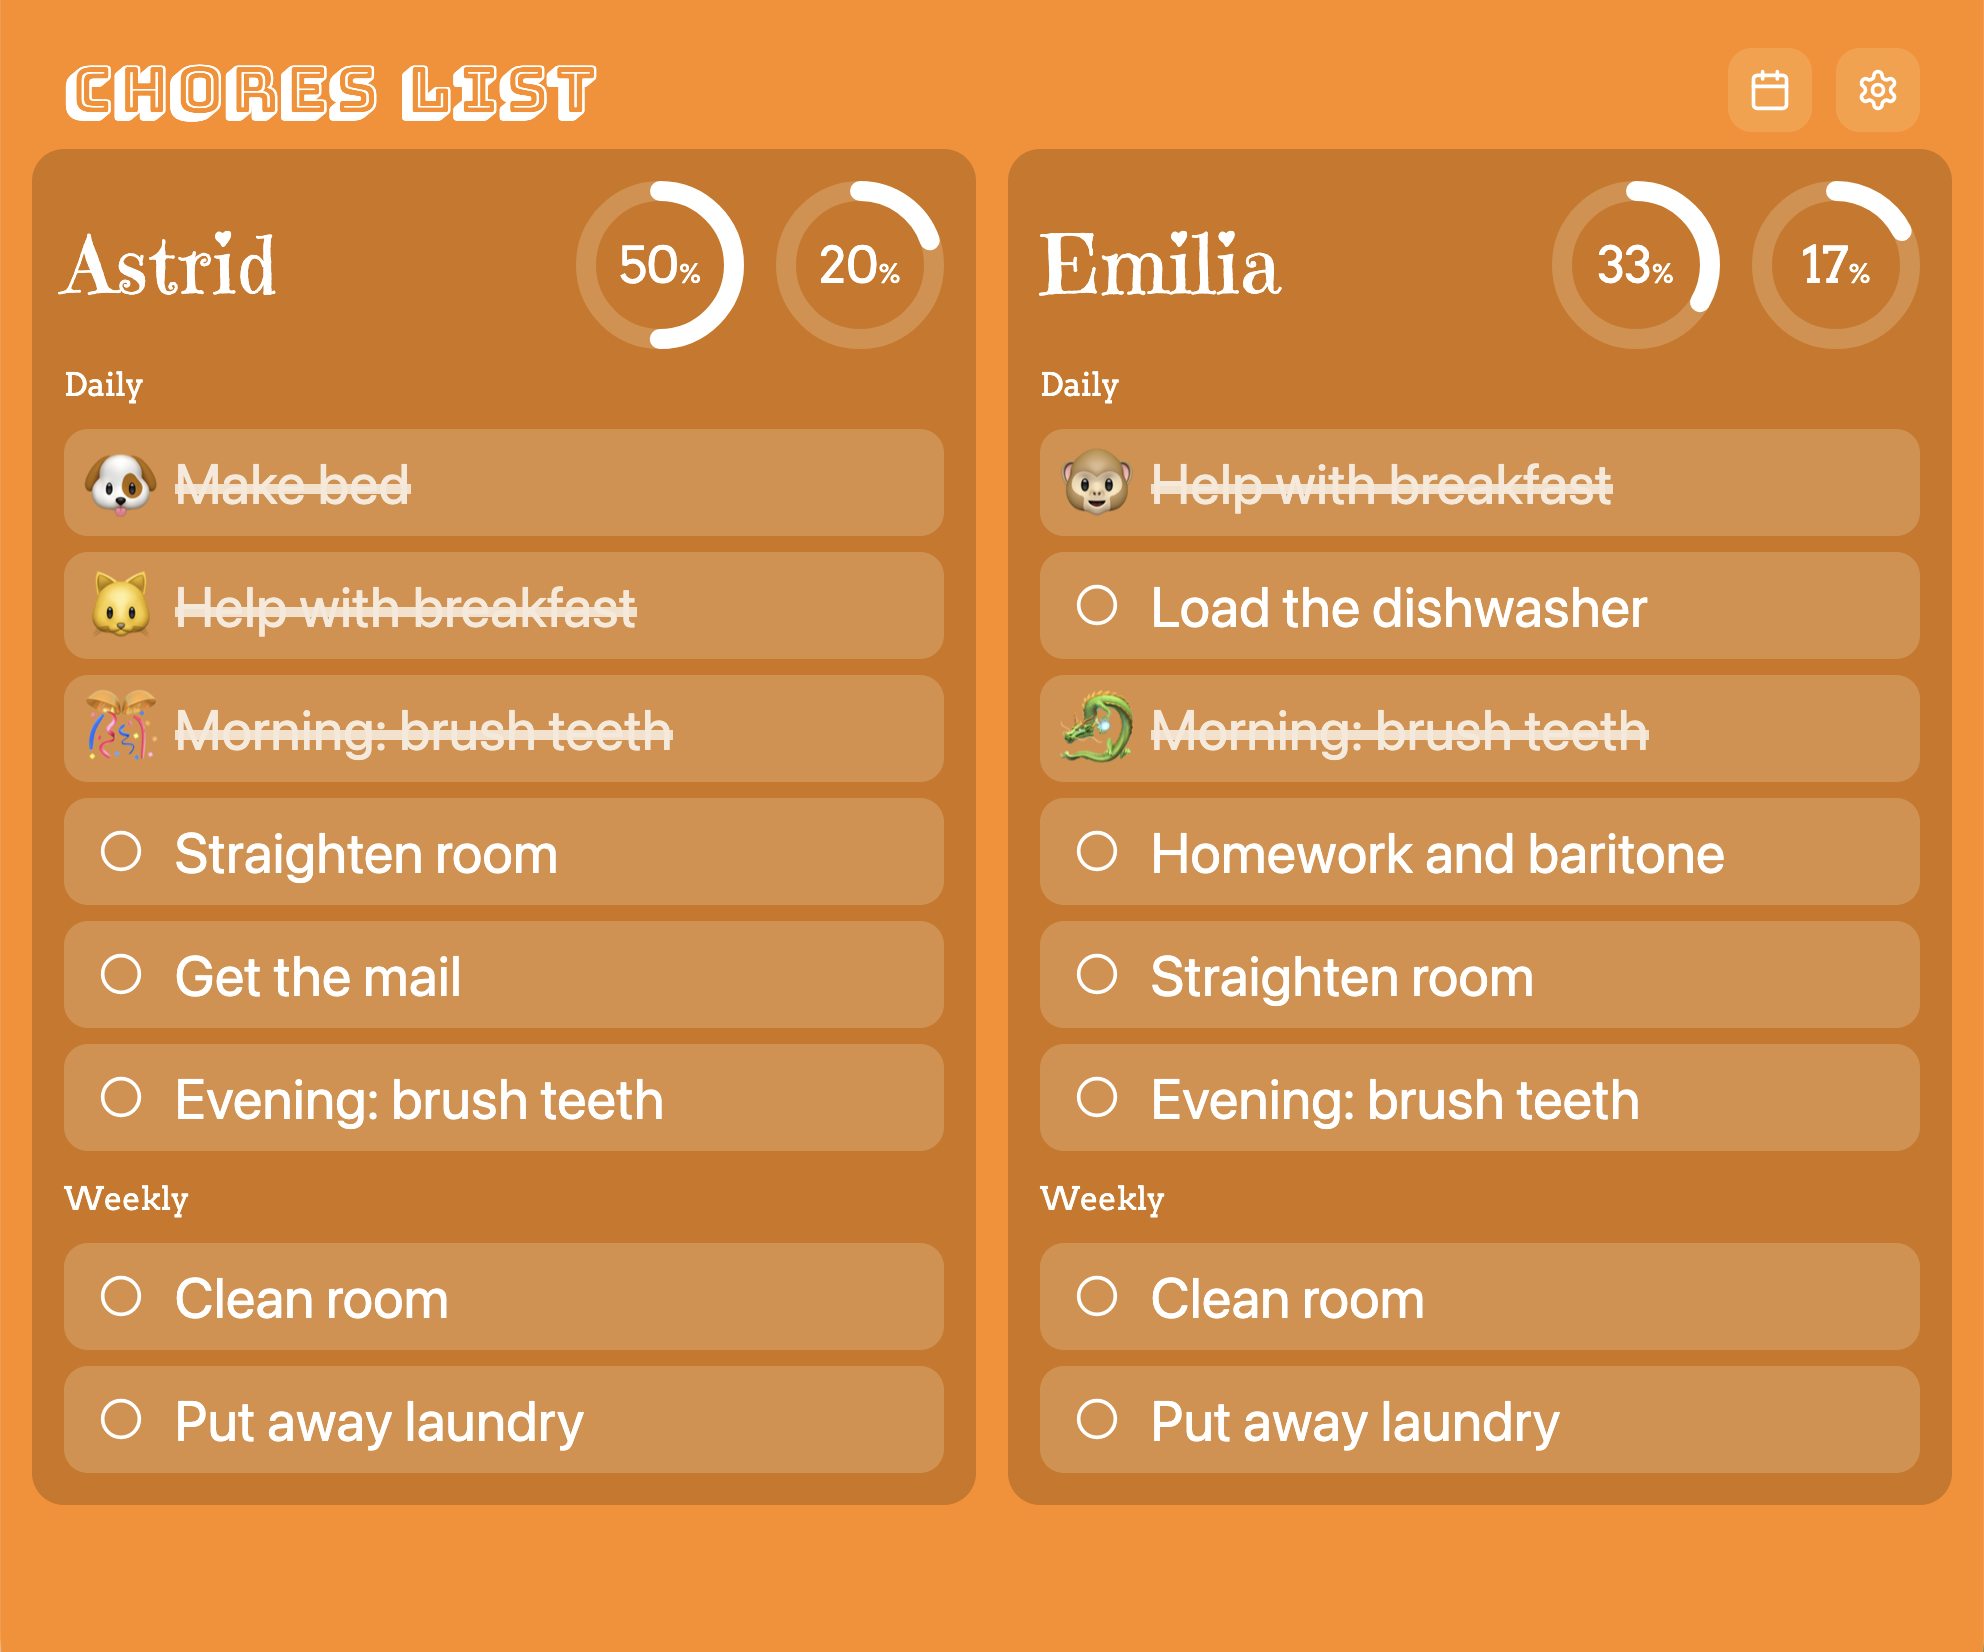 CHORES LIST
Astrid
50%
20%
Daily
Make bed
Help with breakfast
Morning: brush teeth
Straighten room
Get the mail
Evening: brush teeth
Weekly
Clean room
Put away laundry
Emilia
33%
17%
Daily
Help with breakfast
Load the dishwasher
Morning: brush teeth
Homework and baritone
Straighten room
Evening: brush teeth
Weekly
Clean room
Put away laundry